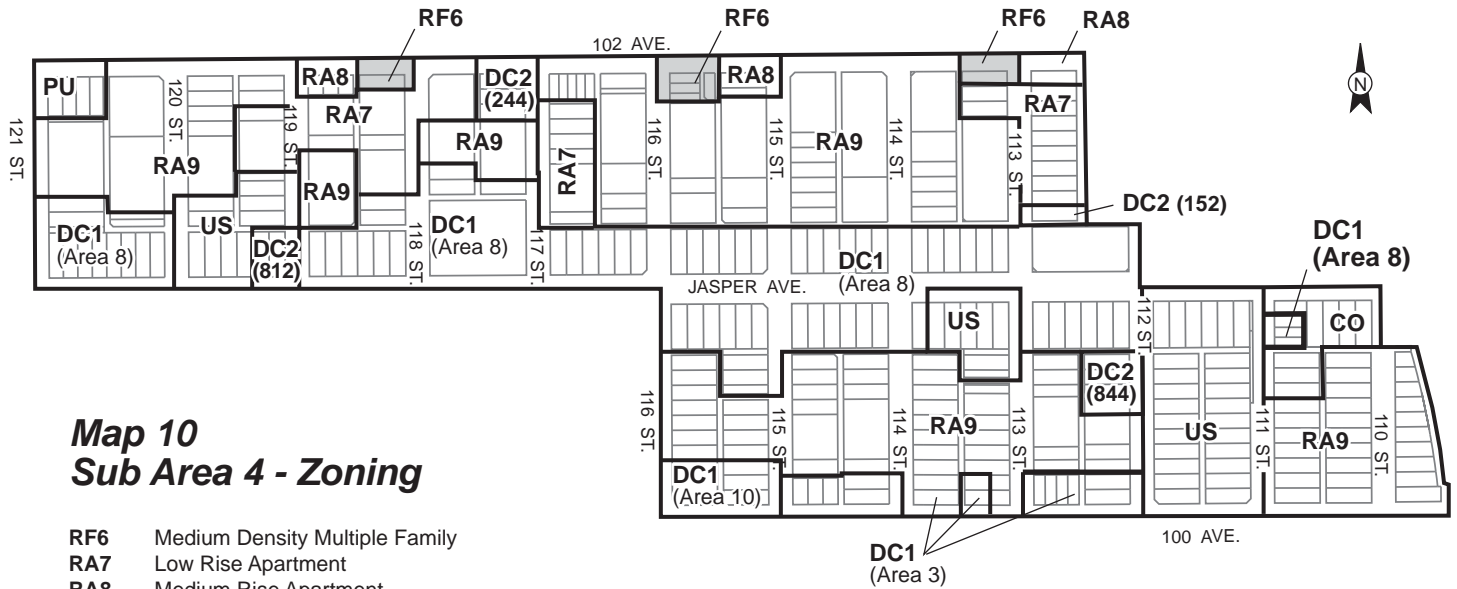 RF6
RF6
RF6
RA8
102 AVE.
PU
RA8
DC2
(244)
RA8
RA7
RA7
120 ST.
119 ST.
121 ST.
RA9
RA9
RA9
RA7
116 ST.
115 ST.
RA9
114 ST.
113 ST.
DC2 (152)
DC1
(Area 8)
US
DC2
(812)
118 ST.
DC1
(Area 8)
117 ST.
DC1
(Area 8)
DC1
(Area 8)
JASPER AVE.
US
112 ST.
CO
DC2
(844)
116 ST.
115 ST.
114 ST.
RA9
113 ST.
US
111 ST.
RA9
110 ST.
DC1
(Area 10)
100 AVE.
DC1
(Area 3)
N
Map 10
Sub Area 4 - Zoning
RF6 Medium Density Multiple Family
RA7 Low Rise Apartment
RA8 Medium Rise Apartment